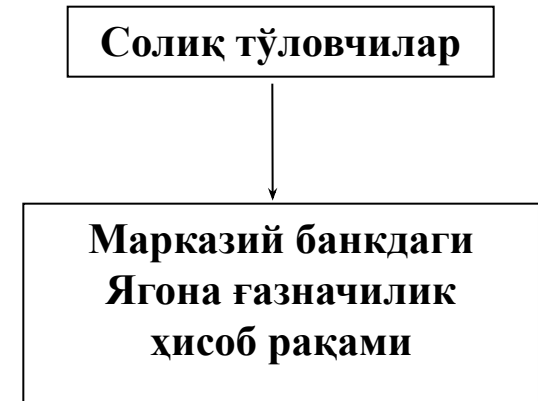 Солиқ тўловчилар
Марказий банкдаги
Ягона ғазначилик
ҳисоб рақами